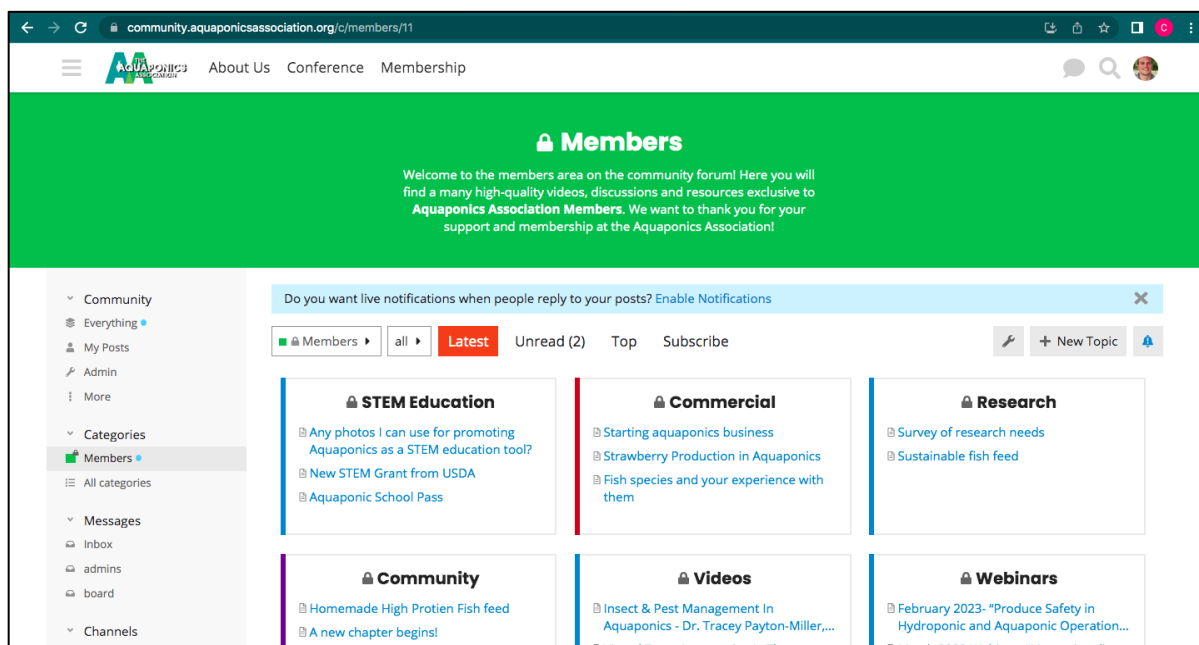 community.aquaponicsassociation.org/c/members/11
C
THE
AQUAPONICS
ASSOCIATION
About Us
Conference
Membership
Members
Welcome to the members area on the community forum! Here you will
find a many high-quality videos, discussions and resources exclusive to
Aquaponics Association Members. We want to thank you for your
support and membership at the Aquaponics Association!
Community
Everything
My Posts
Admin
More
Categories
Members
All categories
Messages
Inbox
admins
board
Channels
Do you want live notifications when people reply to your posts? Enable Notifications
Members
all
Latest
Unread (2)
Top
Subscribe
+ New Topic
STEM Education
Any photos I can use for promoting
Aquaponics as a STEM education tool?
New STEM Grant from USDA
Aquaponic School Pass
Commercial
Starting aquaponics business
Strawberry Production in Aquaponics
Fish species and your experience with
them
Research
Survey of research needs
Sustainable fish feed
Community
Homemade High Protien Fish feed
A new chapter begins!
Videos
Insect & Pest Management In
Aquaponics - Dr. Tracey Payton-Miller,...
Webinars
February 2023- “Produce Safety in
Hydroponic and Aquaponic Operation...